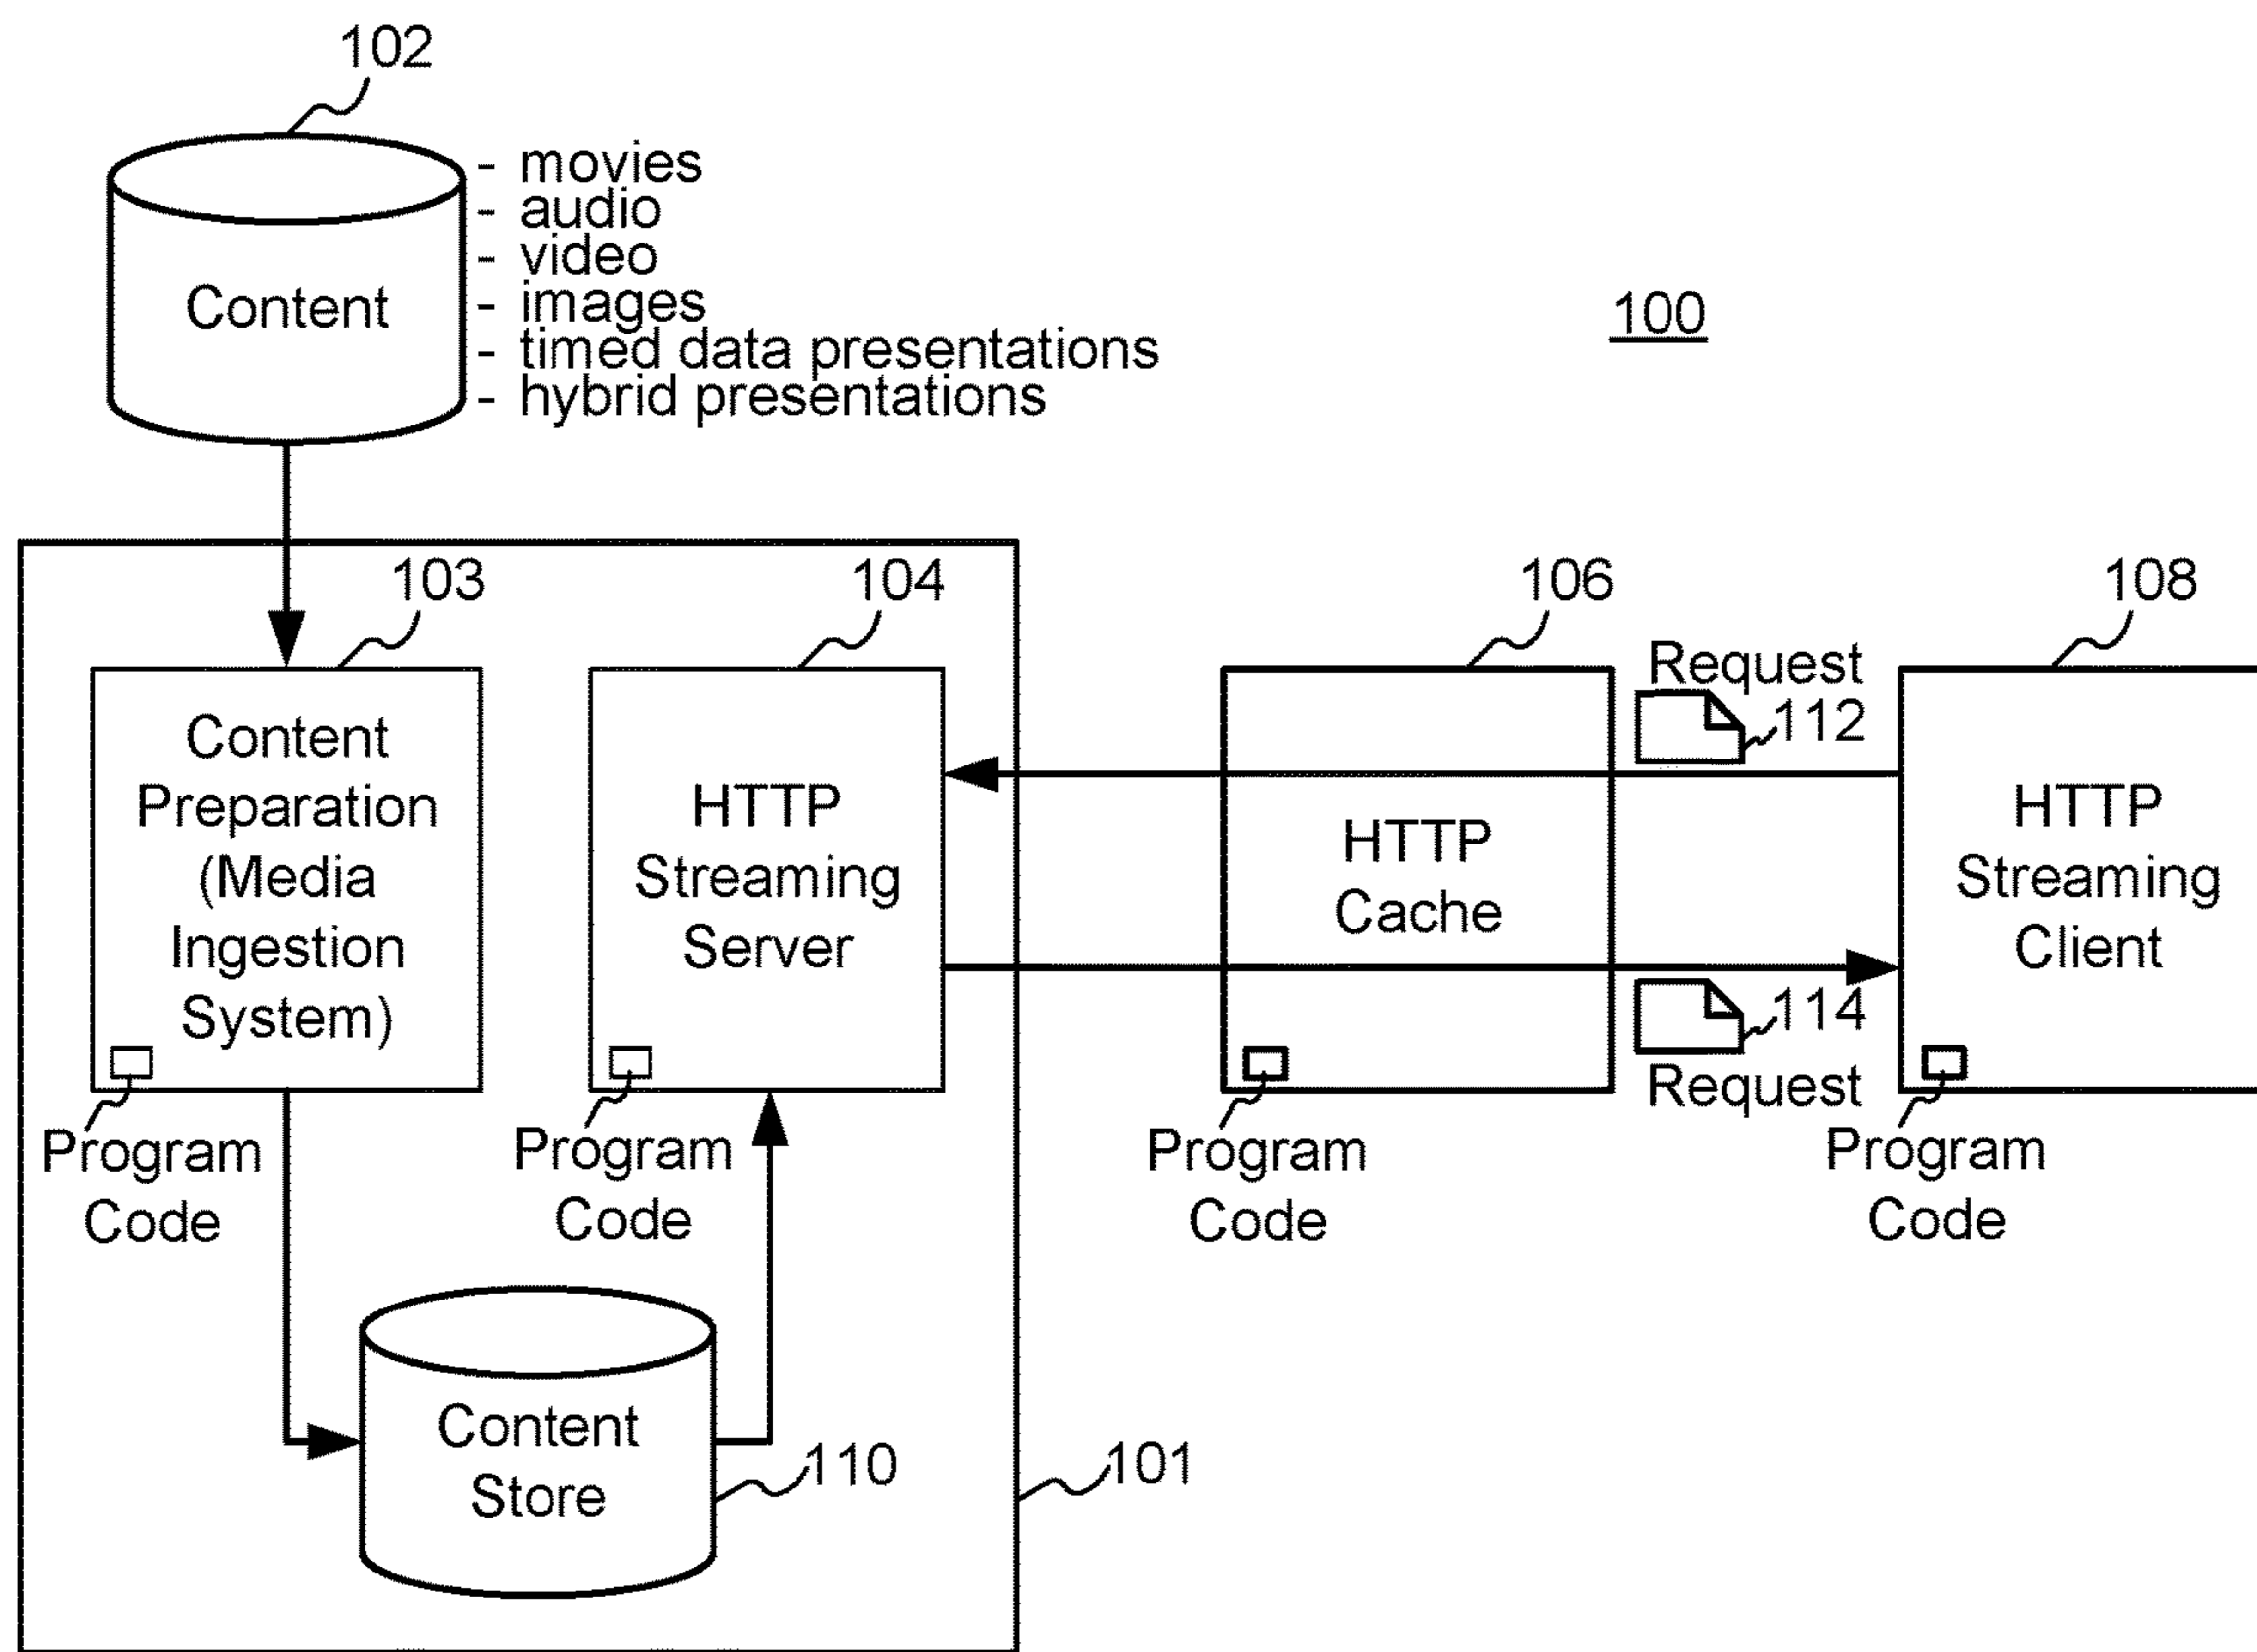 102
- movies
- audio
- video
- images
- timed data presentations
- hybrid presentations
Content
100
103
104
106
108
Content
Preparation
(Media
Ingestion
System)
HTTP
Streaming
Server
HTTP
Cache
Request
112
114
Request
HTTP
Streaming
Client
Program
Code
Program
Code
Program
Code
Program
Code
Content
Store
110
101